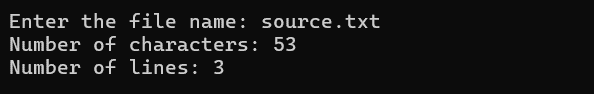 Enter the file name: source.txt
Number of characters: 53
Number of lines: 3